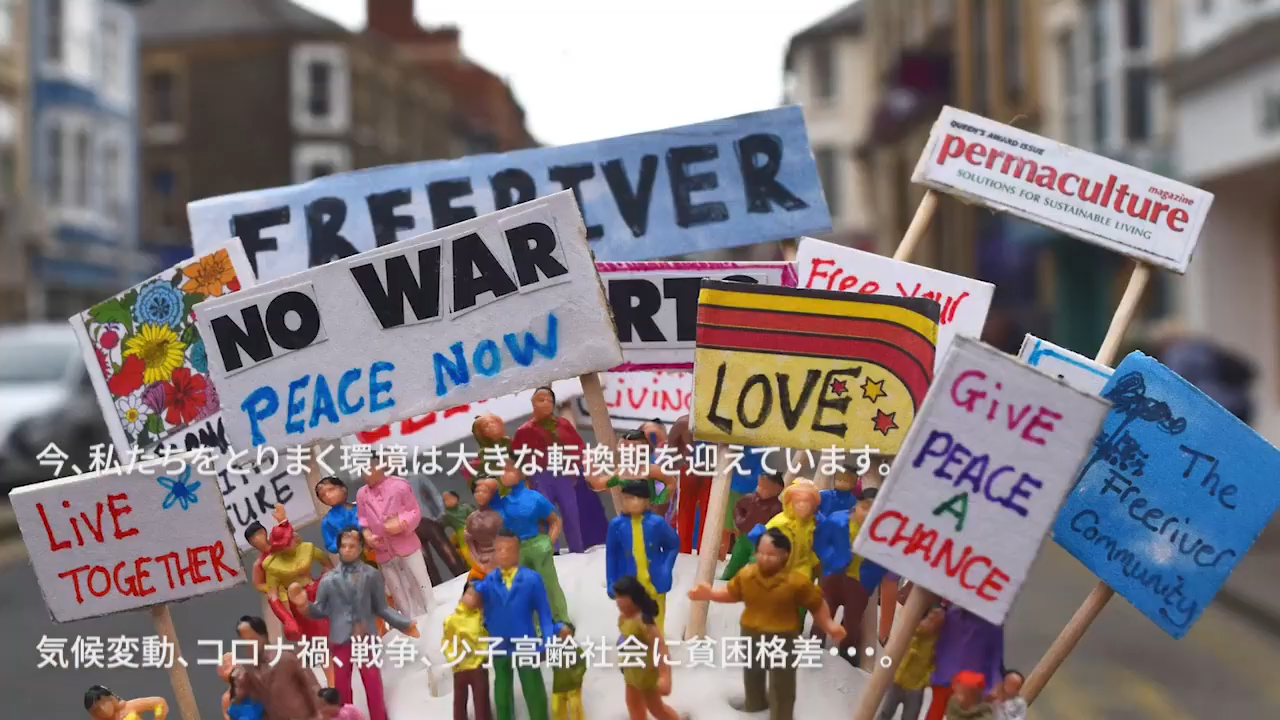 FREERIVER
QUEEN'S AWARD ISSUE
permaculture
magazine
SOLUTIONS FOR SUSTAINABLE LIVING
NO WAR
PEACE NOW
Free Your
LOVE
Living
GIVE
PEACE
A
CHANCE
The
Freeriver
Community
今、私たちをとりまく環境は大きな転換期を迎えています。
LIVE
TOGETHER
気候変動、コロナ禍、戦争、少子高齢社会に貧困格差・・・。